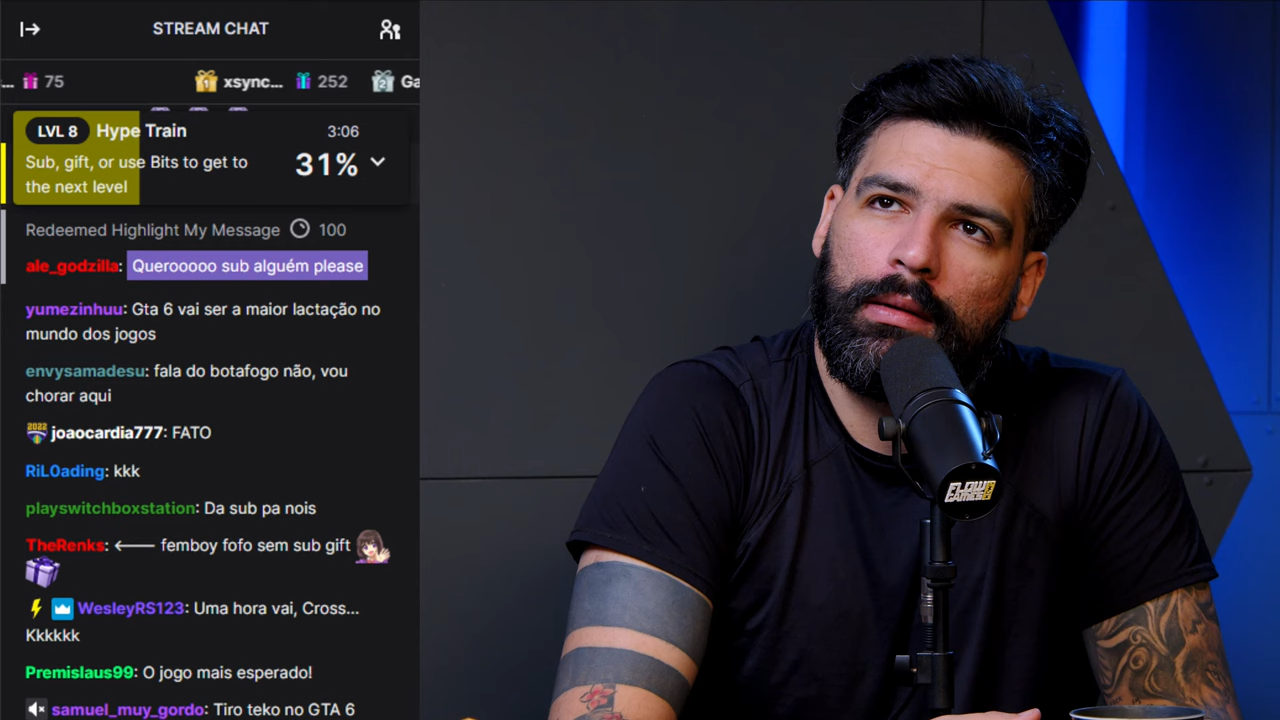 STREAM CHAT
... 75
1 xsync... 252
2 Ga
LVL 8 Hype Train 3:06
Sub, gift, or use Bits to get to
the next level
31%
Redeemed Highlight My Message 100
ale_godzilla: Querooooo sub alguém please
yumezinhuu: Gta 6 vai ser a maior lactação no
mundo dos jogos
envysamadesu: fala do botafogo não, vou
chorar aqui
2022 joaocardia777: FATO
RiL0ading: kkk
playswitchboxstation: Da sub pa nois
TheRenks: <—— femboy fofo sem sub gift
WesleyRS123: Uma hora vai, Cross...
Kkkkkk
Premislaus99: O jogo mais esperado!
samuel_muy_gordo: Tiro teko no GTA 6
FLOW
GAMES